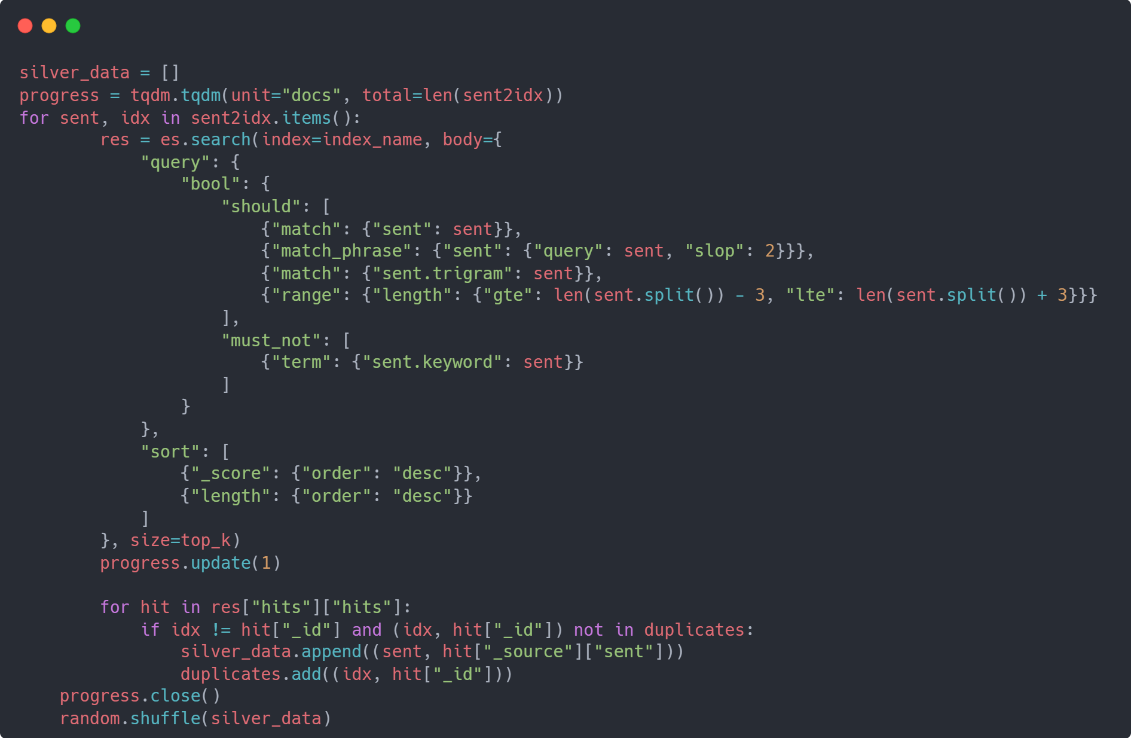 silver_data = []
progress = tqdm.tqdm(unit="docs", total=len(sent2idx))
for sent, idx in sent2idx.items():
        res = es.search(index=index_name, body={
            "query": {
                "bool": {
                    "should": [
                        {"match": {"sent": sent}},
                        {"match_phrase": {"sent": {"query": sent, "slop": 2}}},
                        {"match": {"sent.trigram": sent}},
                        {"range": {"length": {"gte": len(sent.split()) - 3, "lte": len(sent.split()) + 3}}}
                    ],
                    "must_not": [
                        {"term": {"sent.keyword": sent}}
                    ]
                }
            },
            "sort": [
                {"_score": {"order": "desc"}},
                {"length": {"order": "desc"}}
            ]
        }, size=top_k)
        progress.update(1)

        for hit in res["hits"]["hits"]:
            if idx != hit["_id"] and (idx, hit["_id"]) not in duplicates:
                silver_data.append((sent, hit["_source"]["sent"]))
                duplicates.add((idx, hit["_id"]))
    progress.close()
    random.shuffle(silver_data)